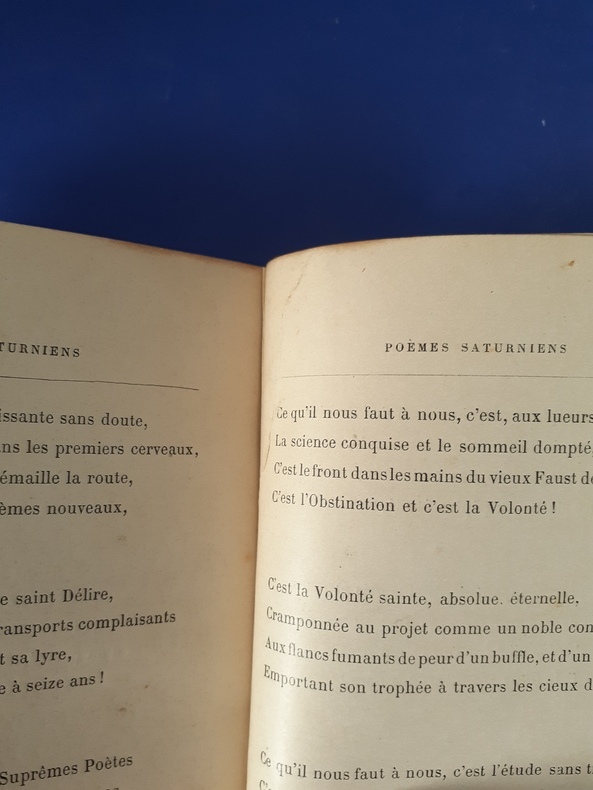 TURNIENS
issante sans doute,
ns les premiers cerveaux,
émaille la route,
èmes nouveaux,
e saint Délire,
ransports complaisants
t sa lyre,
e à seize ans !
Suprêmes Poètes
POÈMES SATURNIENS
Ce qu'il nous faut à nous, c'est, aux lueurs
La science conquise et le sommeil dompté
C'est le front dans les mains du vieux Faust de
C'est l'Obstination et c'est la Volonté !
C'est la Volonté sainte, absolue. éternelle,
Cramponnée au projet comme un noble con
Aux flancs fumants de peur d'un buffle, et d'un
Emportant son trophée à travers les cieux d
Ce qu'il nous faut à nous, c'est l'étude sans t